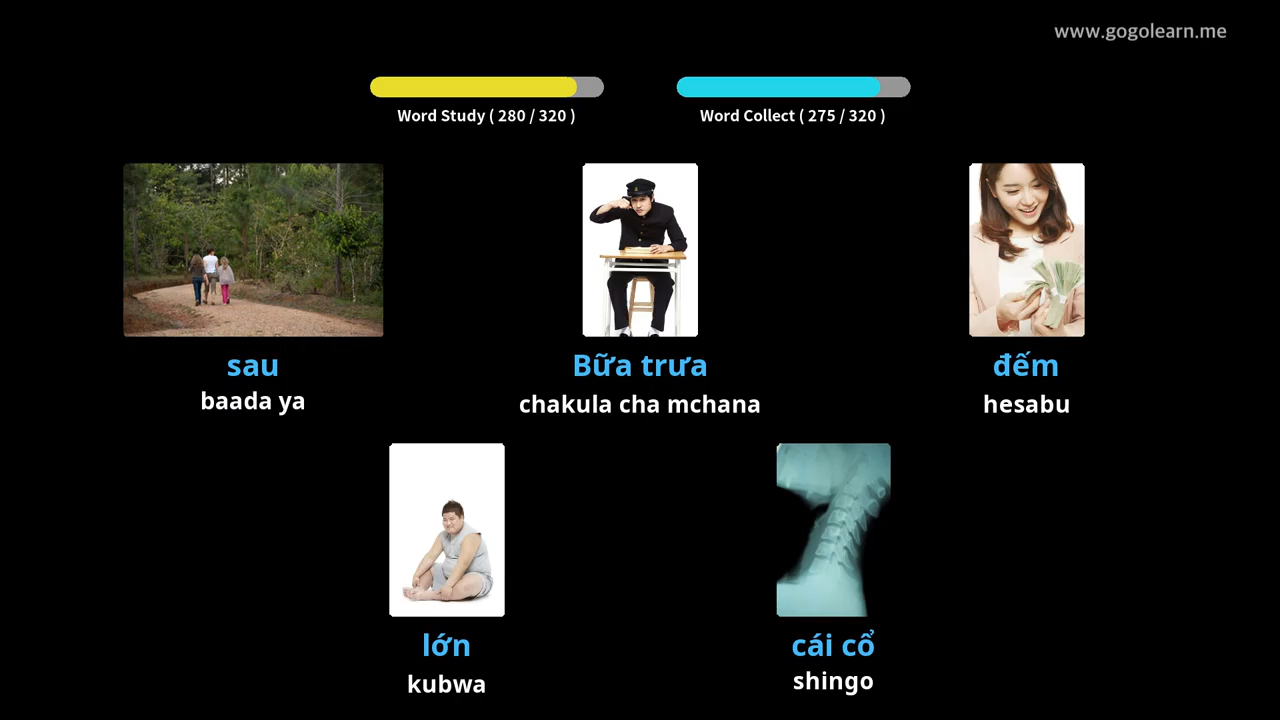 www.gogolearn.me
Word Study ( 280 / 320 )
Word Collect ( 275 / 320 )
sau
baada ya
Bữa trưa
chakula cha mchana
đếm
hesabu
lớn
kubwa
cái cổ
shingo